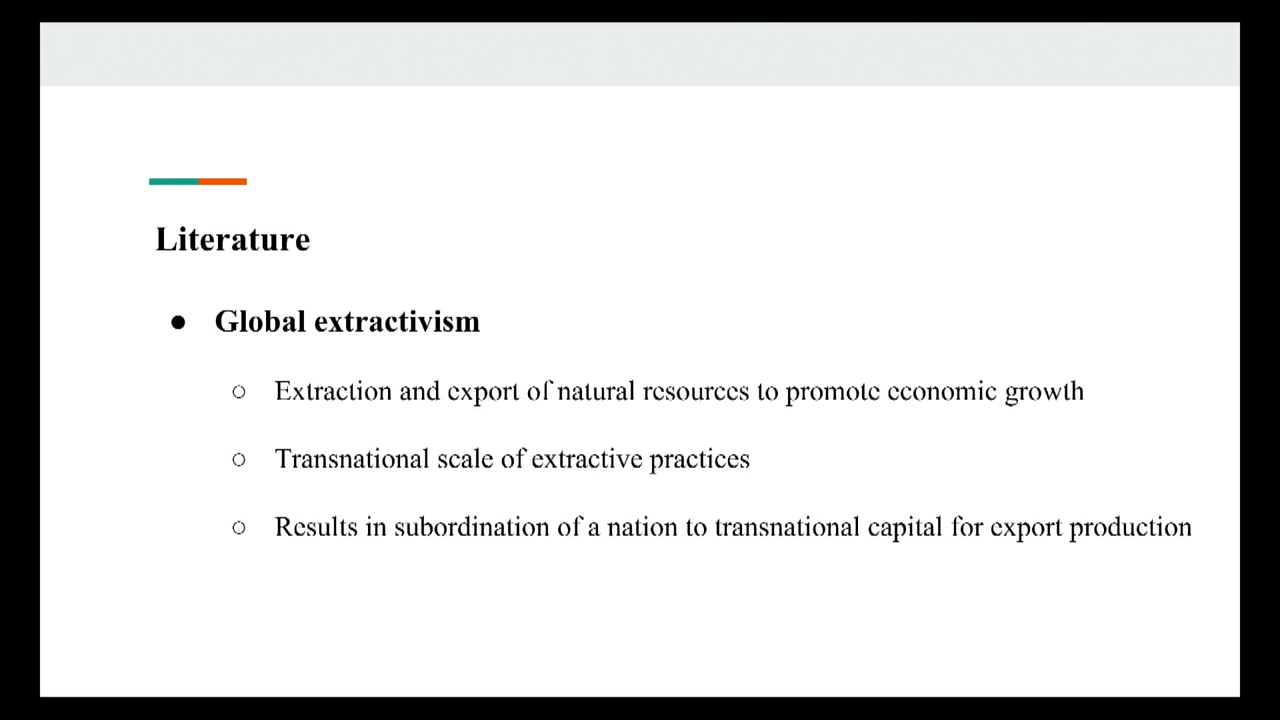 Literature
● Global extractivism
○ Extraction and export of natural resources to promote economic growth
○ Transnational scale of extractive practices
○ Results in subordination of a nation to transnational capital for export production